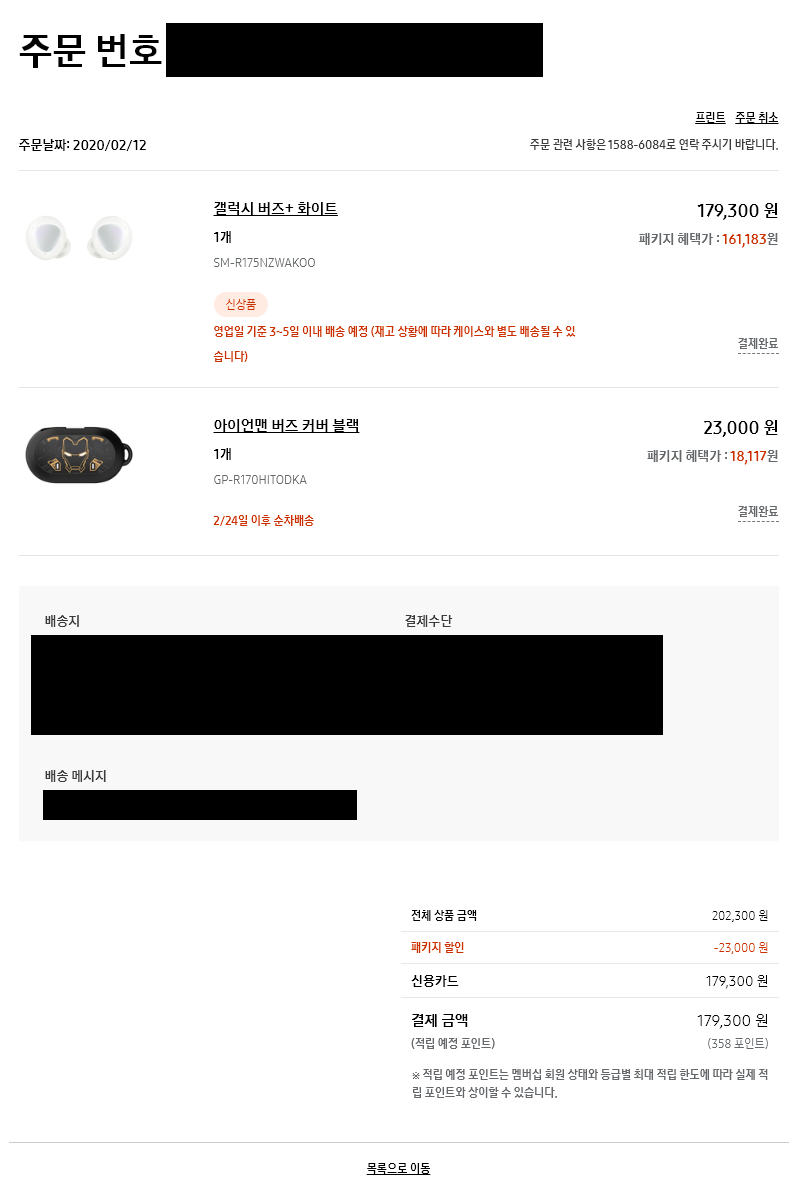 주문 번호
프린트 주문 취소
주문날짜: 2020/02/12
주문 관련 사항은 1588-6084로 연락 주시기 바랍니다.
갤럭시 버즈+ 화이트
179,300 원
1개
패키지 혜택가 : 161,183원
SM-R175NZWAKOO
신상품
영업일 기준 3~5일 이내 배송 예정 (재고 상황에 따라 케이스와 별도 배송될 수 있
습니다)
결제완료
아이언맨 버즈 커버 블랙
23,000 원
1개
패키지 혜택가 : 18,117원
GP-R170HITODKA
2/24일 이후 순차배송
결제완료
배송지
결제수단
배송 메시지
전체 상품 금액 202,300 원
패키지 할인 -23,000 원
신용카드 179,300 원
결제 금액 179,300 원
(적립 예정 포인트) (358 포인트)
※ 적립 예정 포인트는 멤버십 회원 상태와 등급별 최대 적립 한도에 따라 실제 적
립 포인트와 상이할 수 있습니다.
목록으로 이동